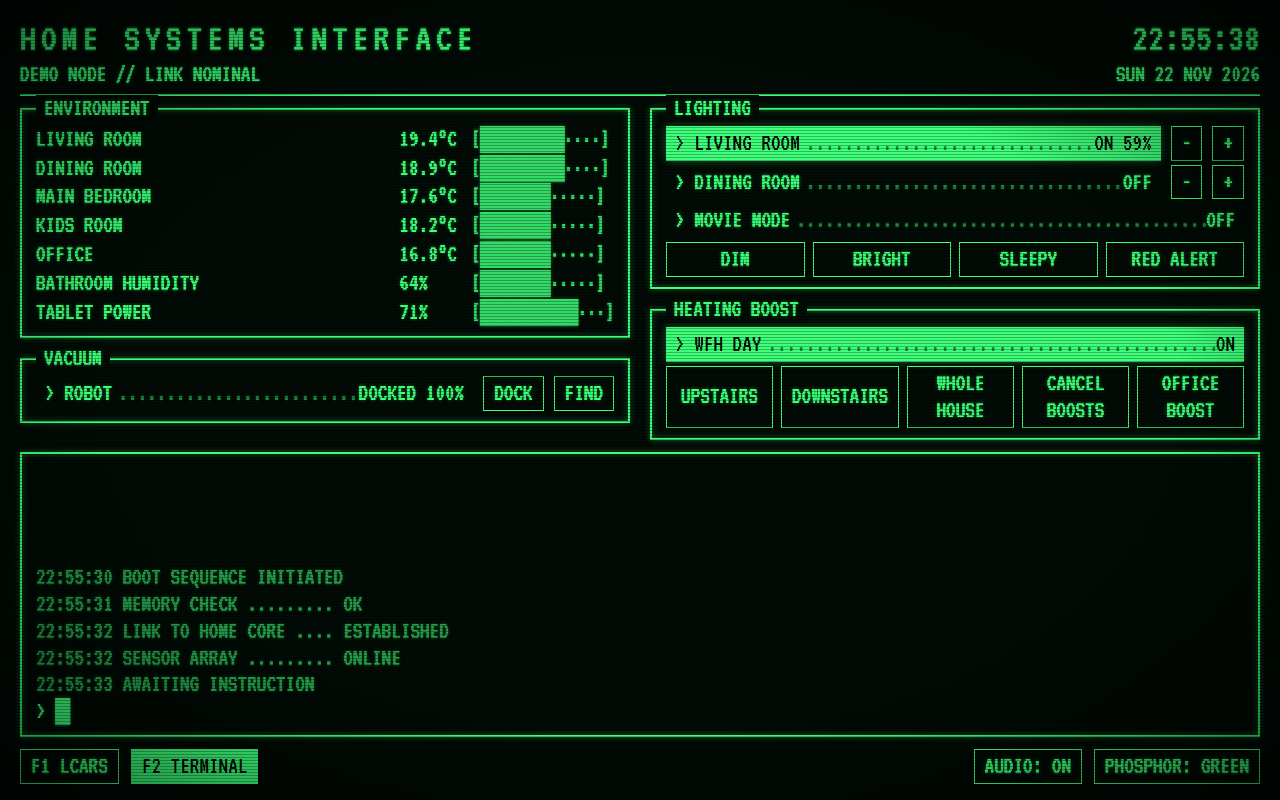 HOME SYSTEMS INTERFACE
22:55:38
DEMO NODE // LINK NOMINAL
SUN 22 NOV 2026
ENVIRONMENT
LIVING ROOM 19.4°C [····]
DINING ROOM 18.9°C [····]
MAIN BEDROOM 17.6°C [·····]
KIDS ROOM 18.2°C [·····]
OFFICE 16.8°C [·····]
BATHROOM HUMIDITY 64% [·····]
TABLET POWER 71% [···]
VACUUM
> ROBOT ......................... DOCKED 100% DOCK FIND
LIGHTING
> LIVING ROOM .............................. ON 59% - +
> DINING ROOM ................................. OFF - +
> MOVIE MODE ........................................... OFF
DIM BRIGHT SLEEPY RED ALERT
HEATING BOOST
> WFH DAY ............................................... ON
UPSTAIRS DOWNSTAIRS WHOLE HOUSE CANCEL BOOSTS OFFICE BOOST
22:55:30 BOOT SEQUENCE INITIATED
22:55:31 MEMORY CHECK ......... OK
22:55:32 LINK TO HOME CORE .... ESTABLISHED
22:55:32 SENSOR ARRAY ......... ONLINE
22:55:33 AWAITING INSTRUCTION
>
F1 LCARS F2 TERMINAL AUDIO: ON PHOSPHOR: GREEN